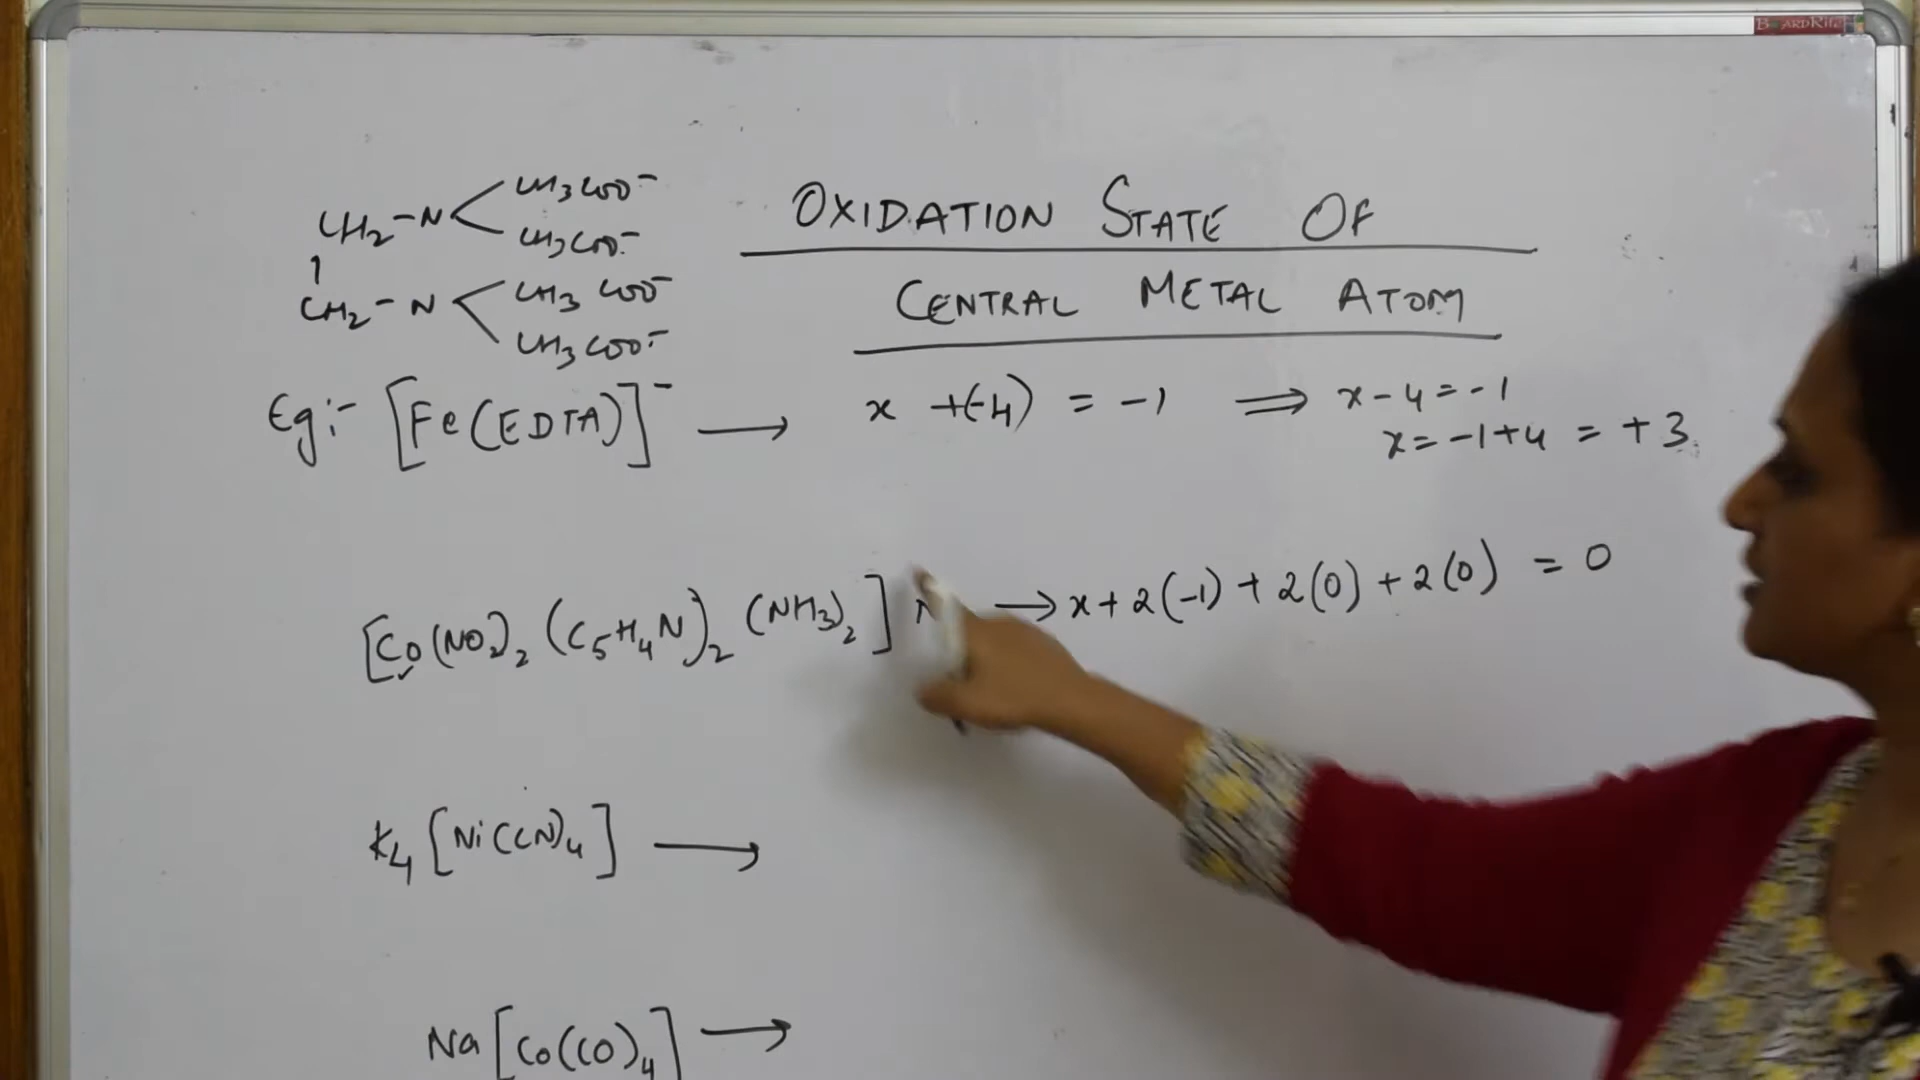 BOARDRITE
CH₂-N
CH₃COO⁻
CH₃COO⁻
CH₂-N
CH₃COO⁻
CH₃COO⁻
OXIDATION STATE OF
CENTRAL METAL ATOM
Eg:- [Fe(EDTA)]⁻ → x +(-4) = -1 ⟹ x - 4 = -1
x = -1+4 = +3
[Co(NO₂)₂ (C₅H₄N)₂ (NH₃)₂] → x + 2(-1) + 2(0) + 2(0) = 0
K₄[Ni(CN)₄] →
Na[Co(CO)₄] →